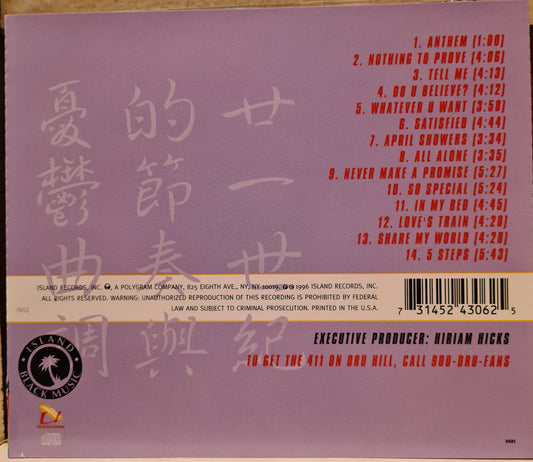 廿一世紀
的節奏與
憂鬱曲調
1. ANTHEM [1:00]
2. NOTHING TO PROVE [4:06]
3. TELL ME [4:13]
4. DO U BELIEVE? [4:12]
5. WHATEVER U WANT [3:58]
6. SATISFIED [4:44]
7. APRIL SHOWERS [3:34]
8. ALL ALONE [3:35]
9. NEVER MAKE A PROMISE [5:27]
10. SO SPECIAL [5:24]
11. IN MY BED [4:45]
12. LOVE'S TRAIN [4:20]
13. SHARE MY WORLD [4:28]
14. 5 STEPS [5:43]
ISLAND RECORDS, INC. , A POLYGRAM COMPANY, 825 EIGHTH AVE., NY, NY 10019. ℗ © 1996 ISLAND RECORDS, INC.
IND2 ALL RIGHTS RESERVED. WARNING: UNAUTHORIZED REPRODUCTION OF THIS RECORDING IS PROHIBITED BY FEDERAL
LAW AND SUBJECT TO CRIMINAL PROSECUTION. PRINTED IN THE U.S.A.
7 31452 43062 5
EXECUTIVE PRODUCER: HIRIAM HICKS
TO GET THE 411 ON DRU HILL, CALL 900-DRU-FANS
ISLAND
BLACK MUSIC